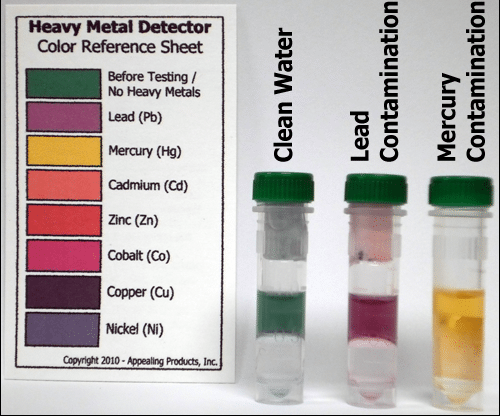 Heavy Metal Detector
Color Reference Sheet
Before Testing /
No Heavy Metals
Lead (Pb)
Mercury (Hg)
Cadmium (Cd)
Zinc (Zn)
Cobalt (Co)
Copper (Cu)
Nickel (Ni)
Copyright 2010 - Appealing Products, Inc.
Clean Water
Lead
Contamination
Mercury
Contamination